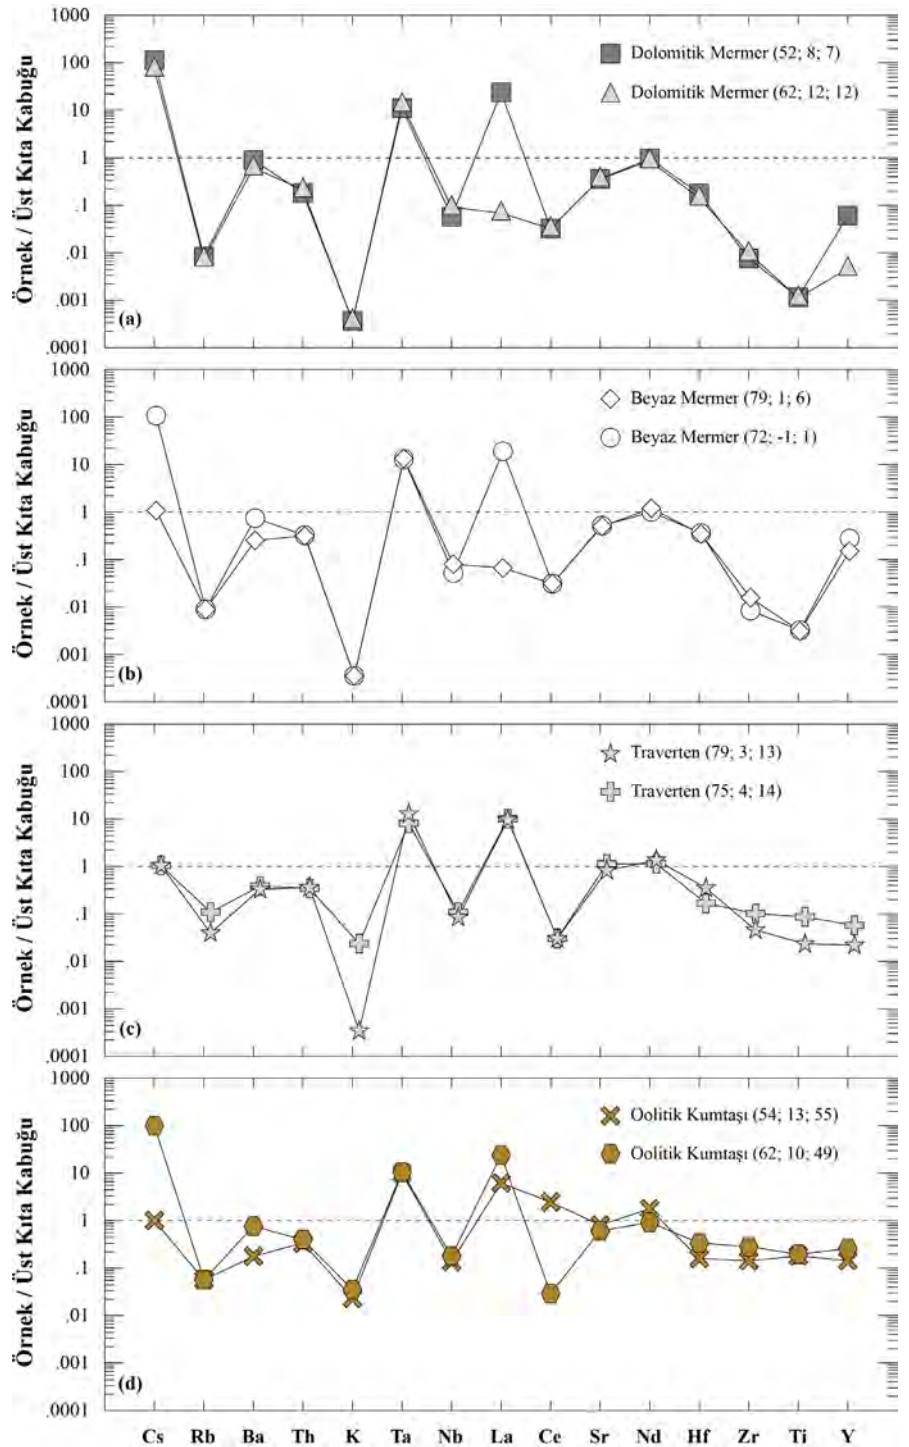 1000
100
10
1
.1
.01
.001
.0001
Örnek / Üst Kıta Kabuğu
Dolomitik Mermer (52; 8; 7)
Dolomitik Mermer (62; 12; 12)
(a)
1000
100
10
1
.1
.01
.001
.0001
Örnek / Üst Kıta Kabuğu
Beyaz Mermer (79; 1; 6)
Beyaz Mermer (72; -1; 1)
(b)
1000
100
10
1
.1
.01
.001
.0001
Örnek / Üst Kıta Kabuğu
Traverten (79; 3; 13)
Traverten (75; 4; 14)
(c)
1000
100
10
1
.1
.01
.001
.0001
Örnek / Üst Kıta Kabuğu
Oolitik Kumtaşı (54; 13; 55)
Oolitik Kumtaşı (62; 10; 49)
(d)
Cs Rb Ba Th K Ta Nb La Ce Sr Nd Hf Zr Ti Y